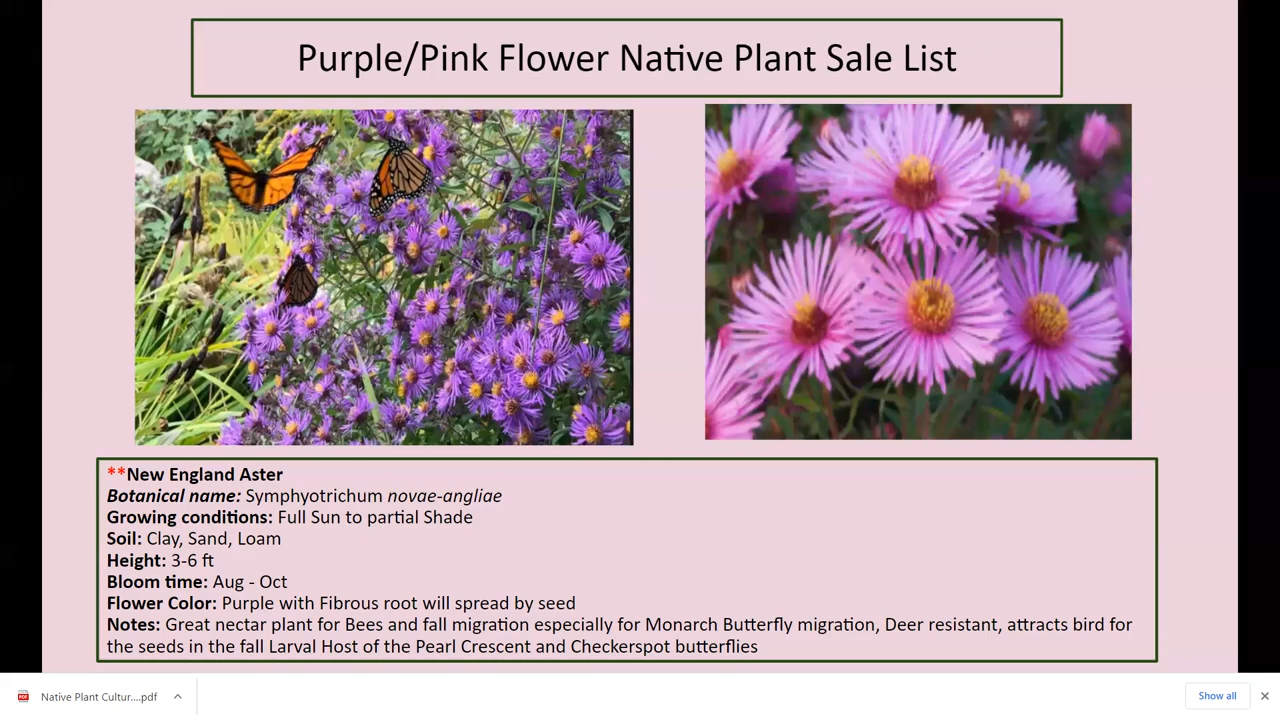 Purple/Pink Flower Native Plant Sale List
**New England Aster
Botanical name: Symphyotrichum novae-angliae
Growing conditions: Full Sun to partial Shade
Soil: Clay, Sand, Loam
Height: 3-6 ft
Bloom time: Aug - Oct
Flower Color: Purple with Fibrous root will spread by seed
Notes: Great nectar plant for Bees and fall migration especially for Monarch Butterfly migration, Deer resistant, attracts bird for
the seeds in the fall Larval Host of the Pearl Crescent and Checkerspot butterflies
PDF Native Plant Cultur....pdf Show all